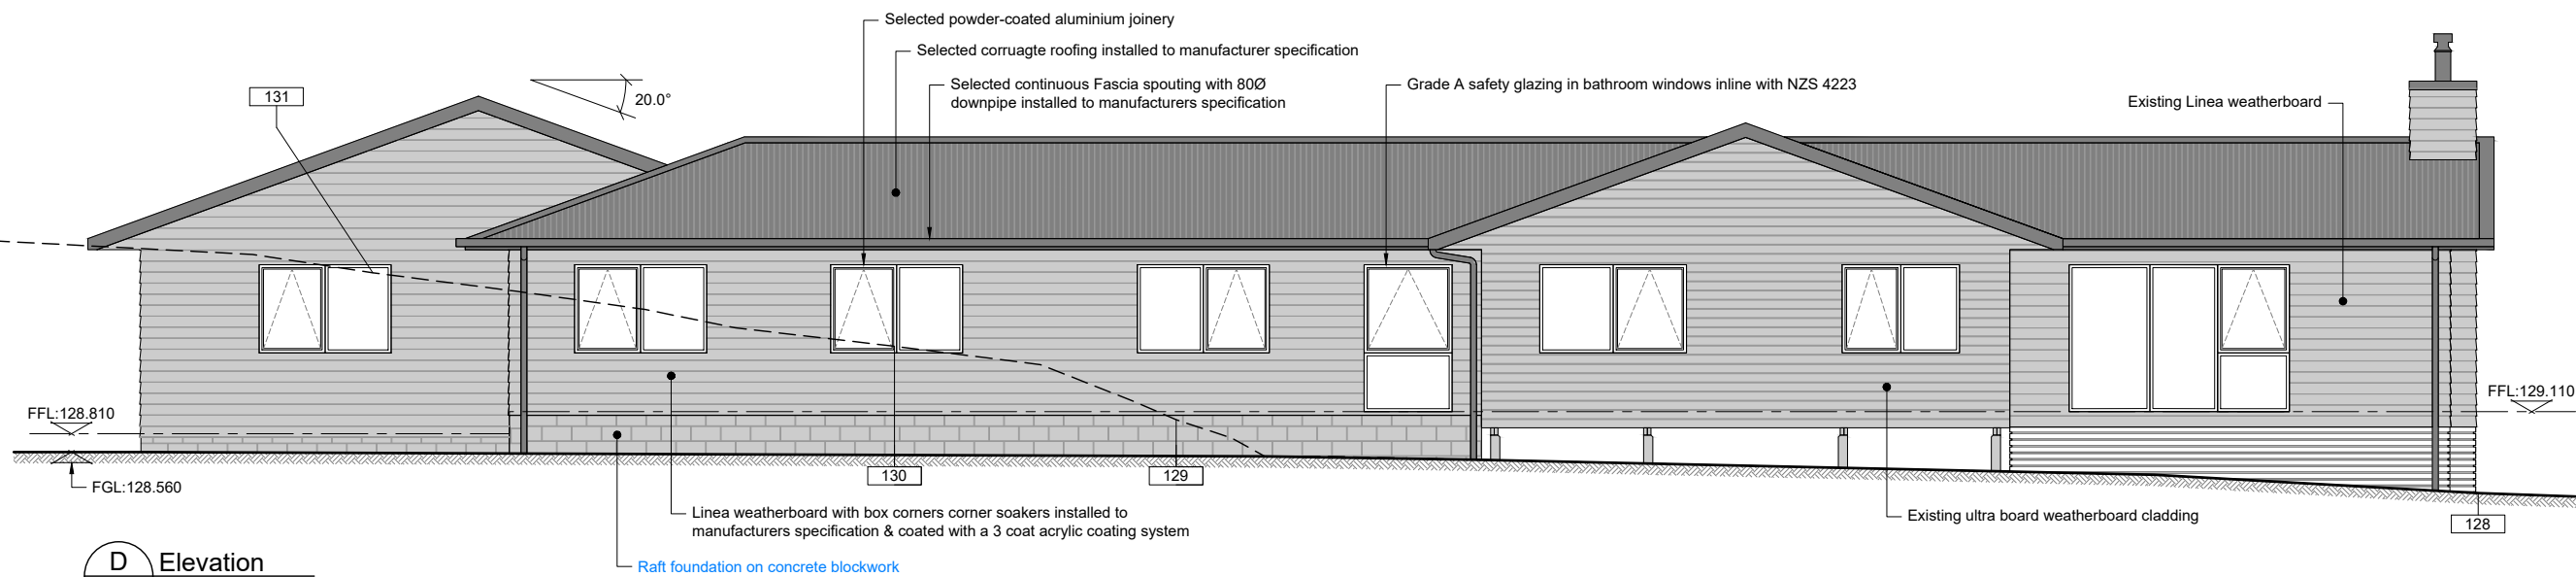 Selected powder-coated aluminium joinery
Selected corruagte roofing installed to manufacturer specification
Selected continuous Fascia spouting with 80Ø
downpipe installed to manufacturers specification
Grade A safety glazing in bathroom windows inline with NZS 4223
Existing Linea weatherboard
131
20.0°
FFL:128.810
FFL:129.110
FGL:128.560
130
129
128
Linea weatherboard with box corners corner soakers installed to
manufacturers specification & coated with a 3 coat acrylic coating system
Existing ultra board weatherboard cladding
Raft foundation on concrete blockwork
D Elevation